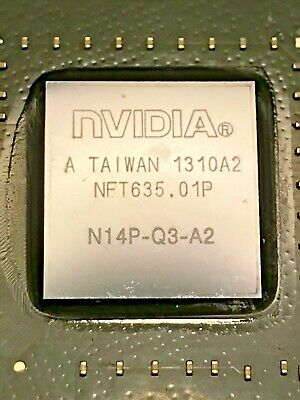 nVIDIA®
A TAIWAN 1310A2
NFT635.01P
N14P-Q3-A2